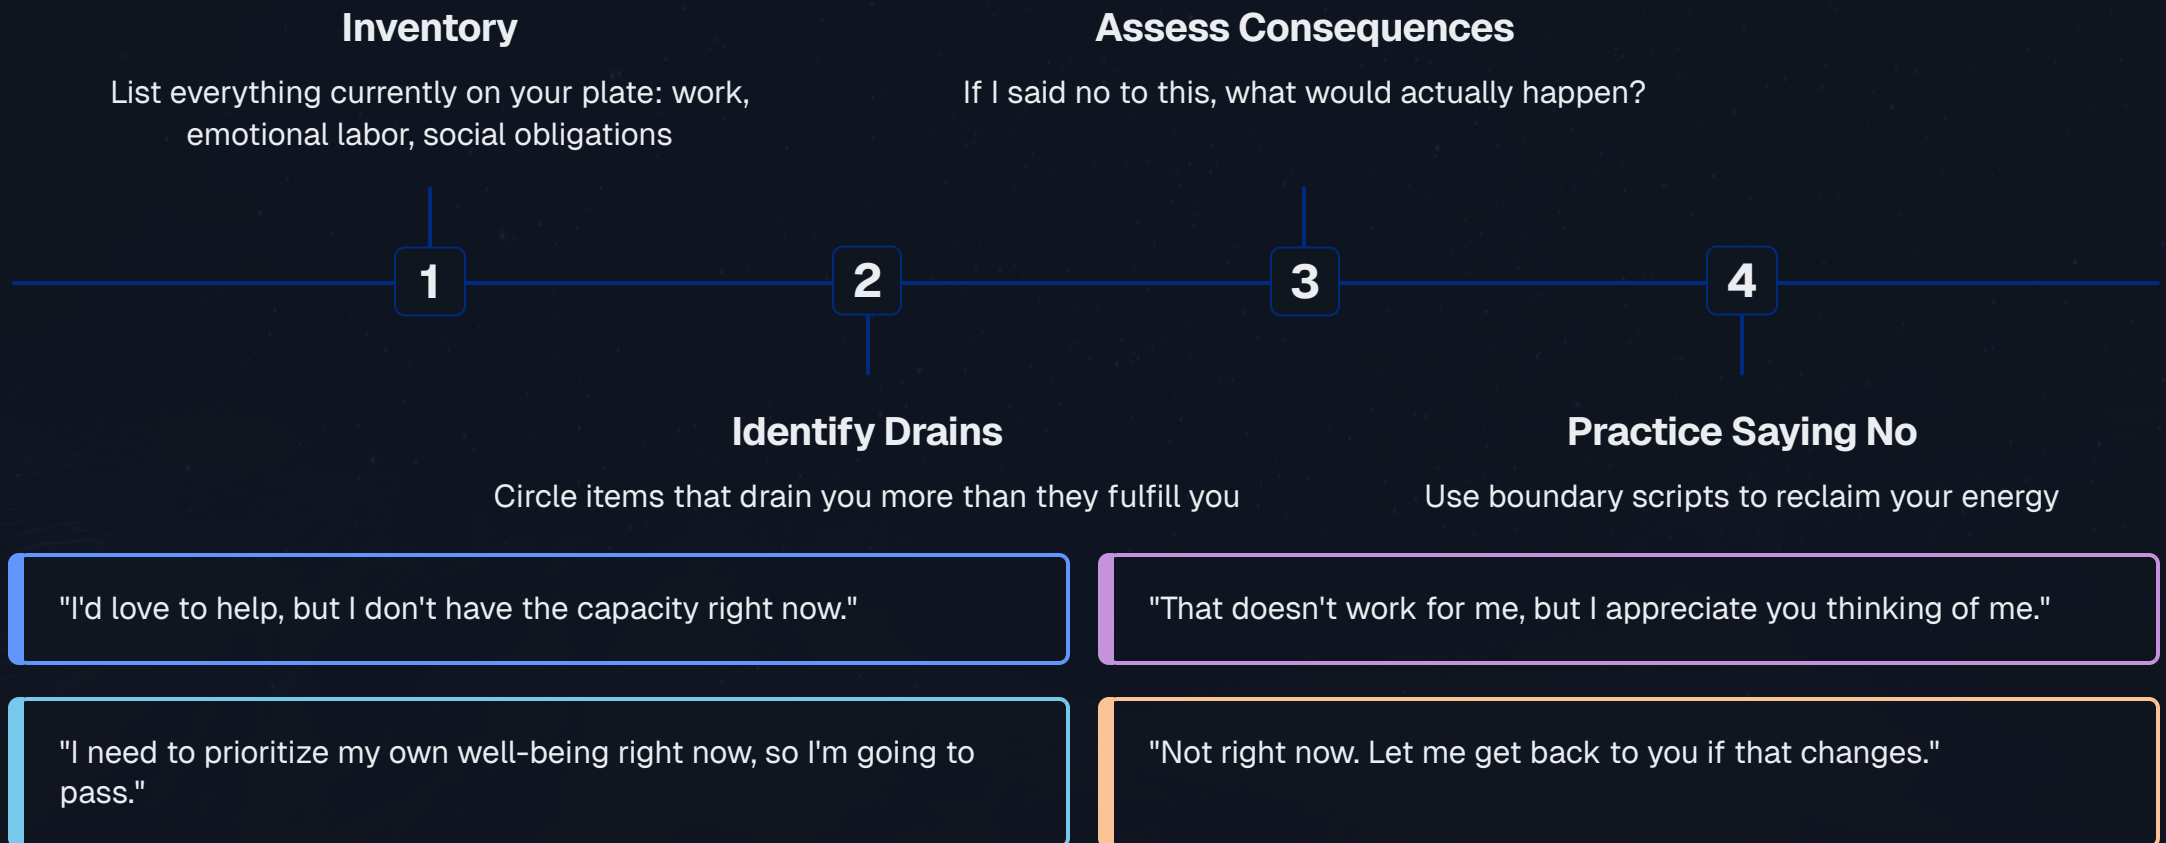 Inventory
List everything currently on your plate: work,
emotional labor, social obligations
Assess Consequences
If I said no to this, what would actually happen?
1
2
3
4
Identify Drains
Circle items that drain you more than they fulfill you
Practice Saying No
Use boundary scripts to reclaim your energy
"I'd love to help, but I don't have the capacity right now."
"That doesn't work for me, but I appreciate you thinking of me."
"I need to prioritize my own well-being right now, so I'm going to
pass."
"Not right now. Let me get back to you if that changes."